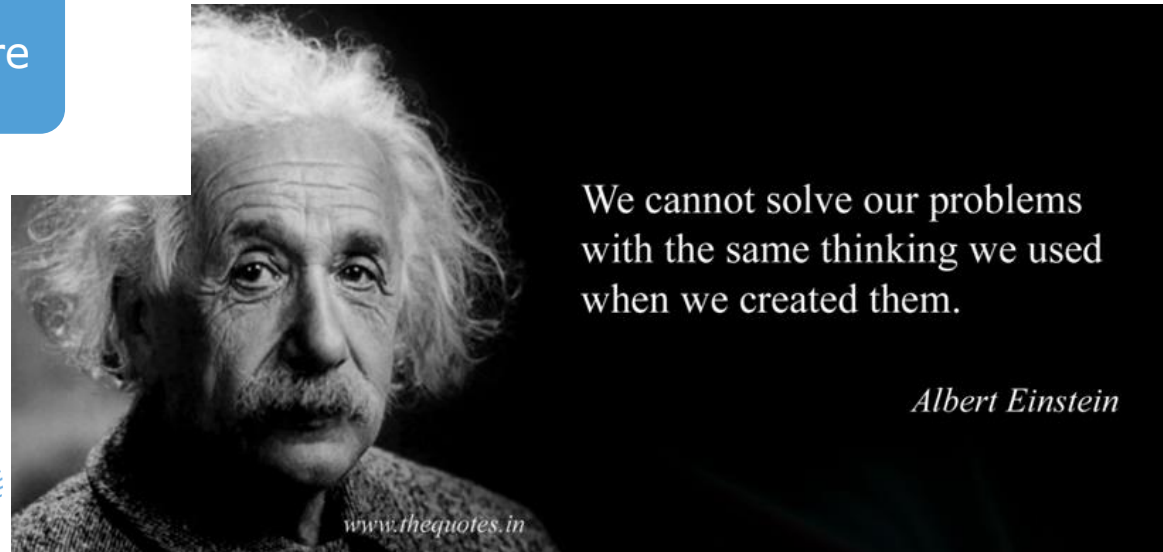 re
We cannot solve our problems
with the same thinking we used
when we created them.
Albert Einstein
www.thequotes.in